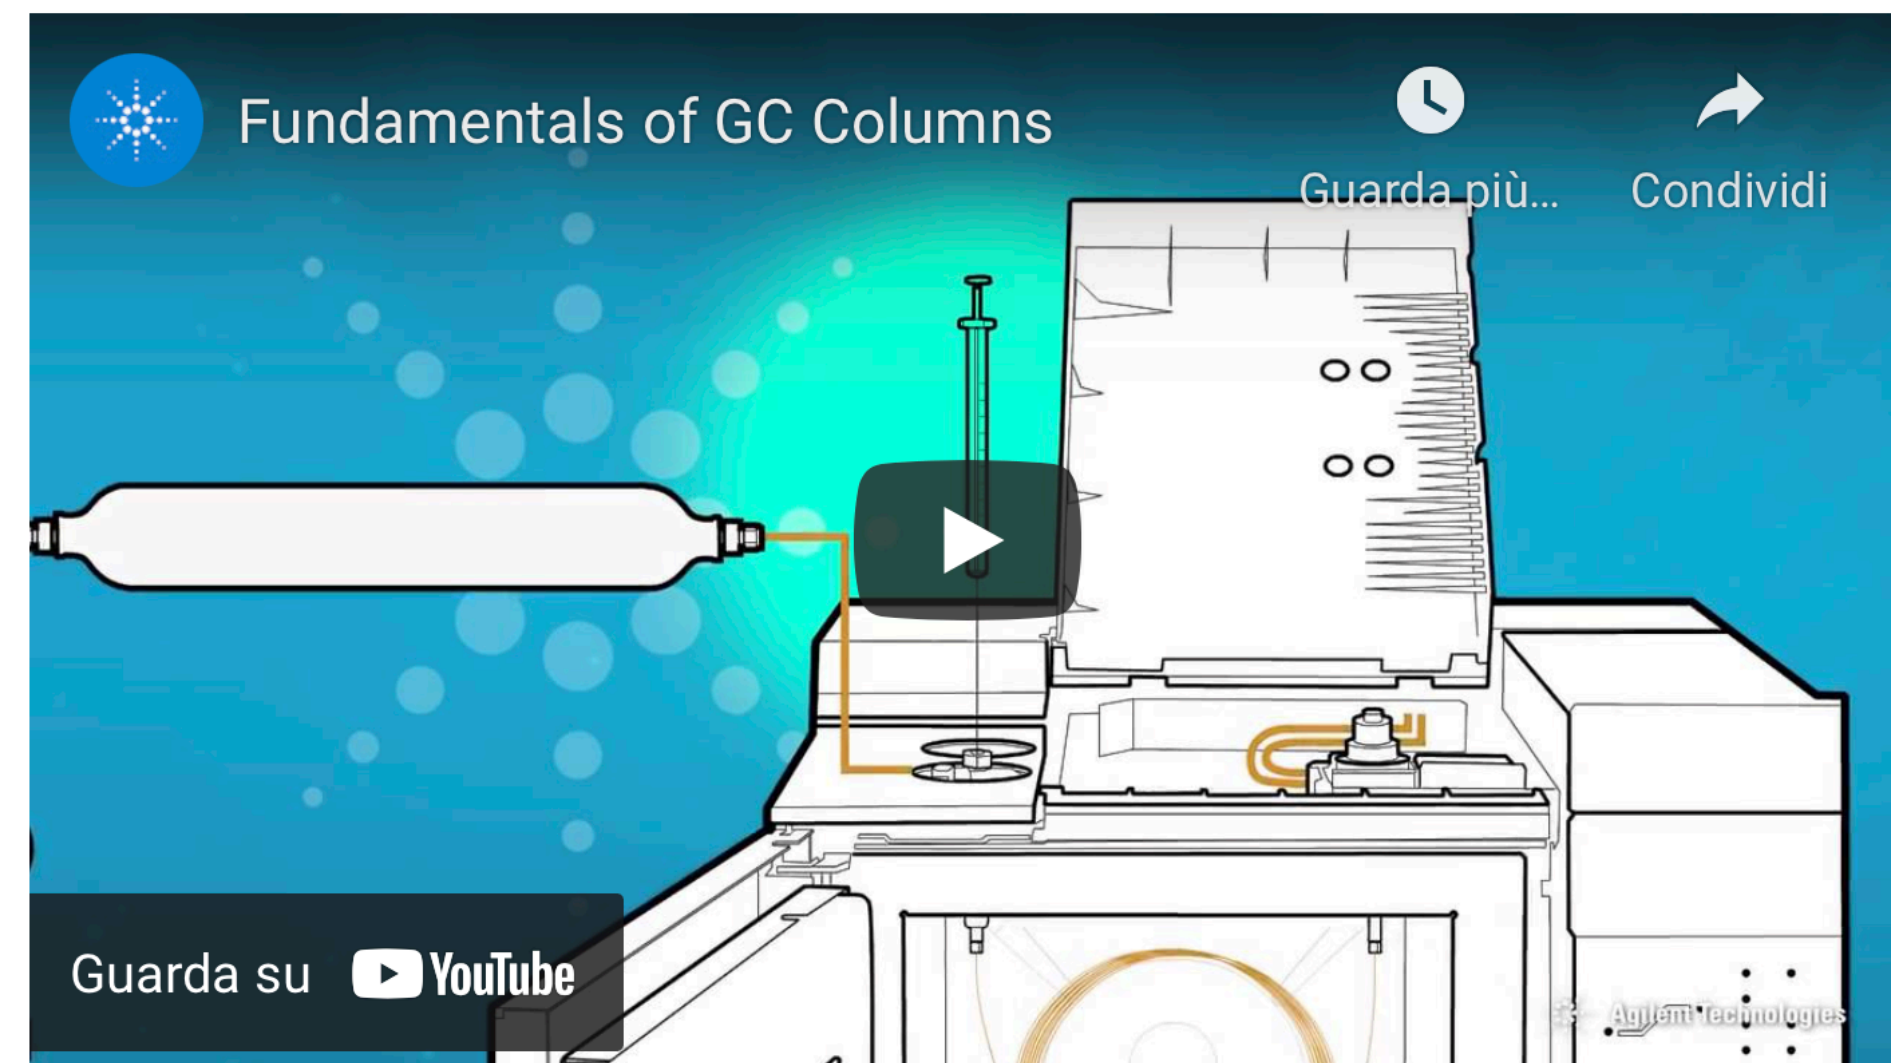 Fundamentals of GC Columns
Guarda più...
Condividi
Guarda su YouTube
Agilent Technologies